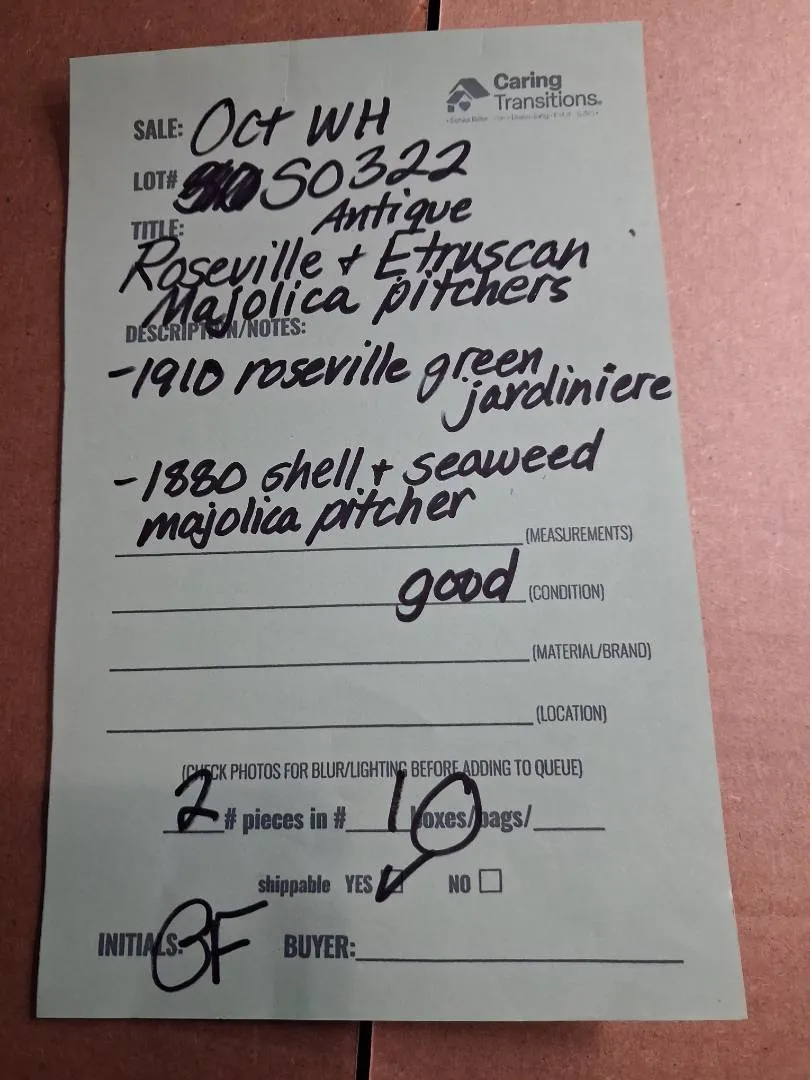 Caring
Transitions
SALE: Oct WH
LOT# SO322
TITLE: Antique
Roseville + Etruscan
Majolica pitchers
DESCRIPTION/NOTES:
-1910 roseville green
jardiniere
-1880 shell + seaweed
majolica pitcher
(MEASUREMENTS)
good (CONDITION)
(MATERIAL/BRAND)
(LOCATION)
(CHECK PHOTOS FOR BLUR/LIGHTING BEFORE ADDING TO QUEUE)
2 # pieces in # 1 boxes/bags/
shippable YES NO
INITIALS: BUYER: